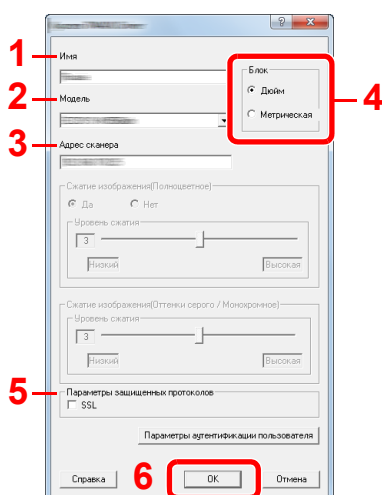 1
Имя
2
Модель
3
Адрес сканера
Блок
Дюйм
Метрическая
4
Сжатие изображения(Полноцветное)
Да
Нет
Уровень сжатия
3
Низкий
Высокая
Сжатие изображения(Оттенки серого / Монохромное)
Уровень сжатия
3
Низкий
Высокая
5
Параметры защищенных протоколов
SSL
Параметры аутентификации пользователя
Справка
6
OK
Отмена